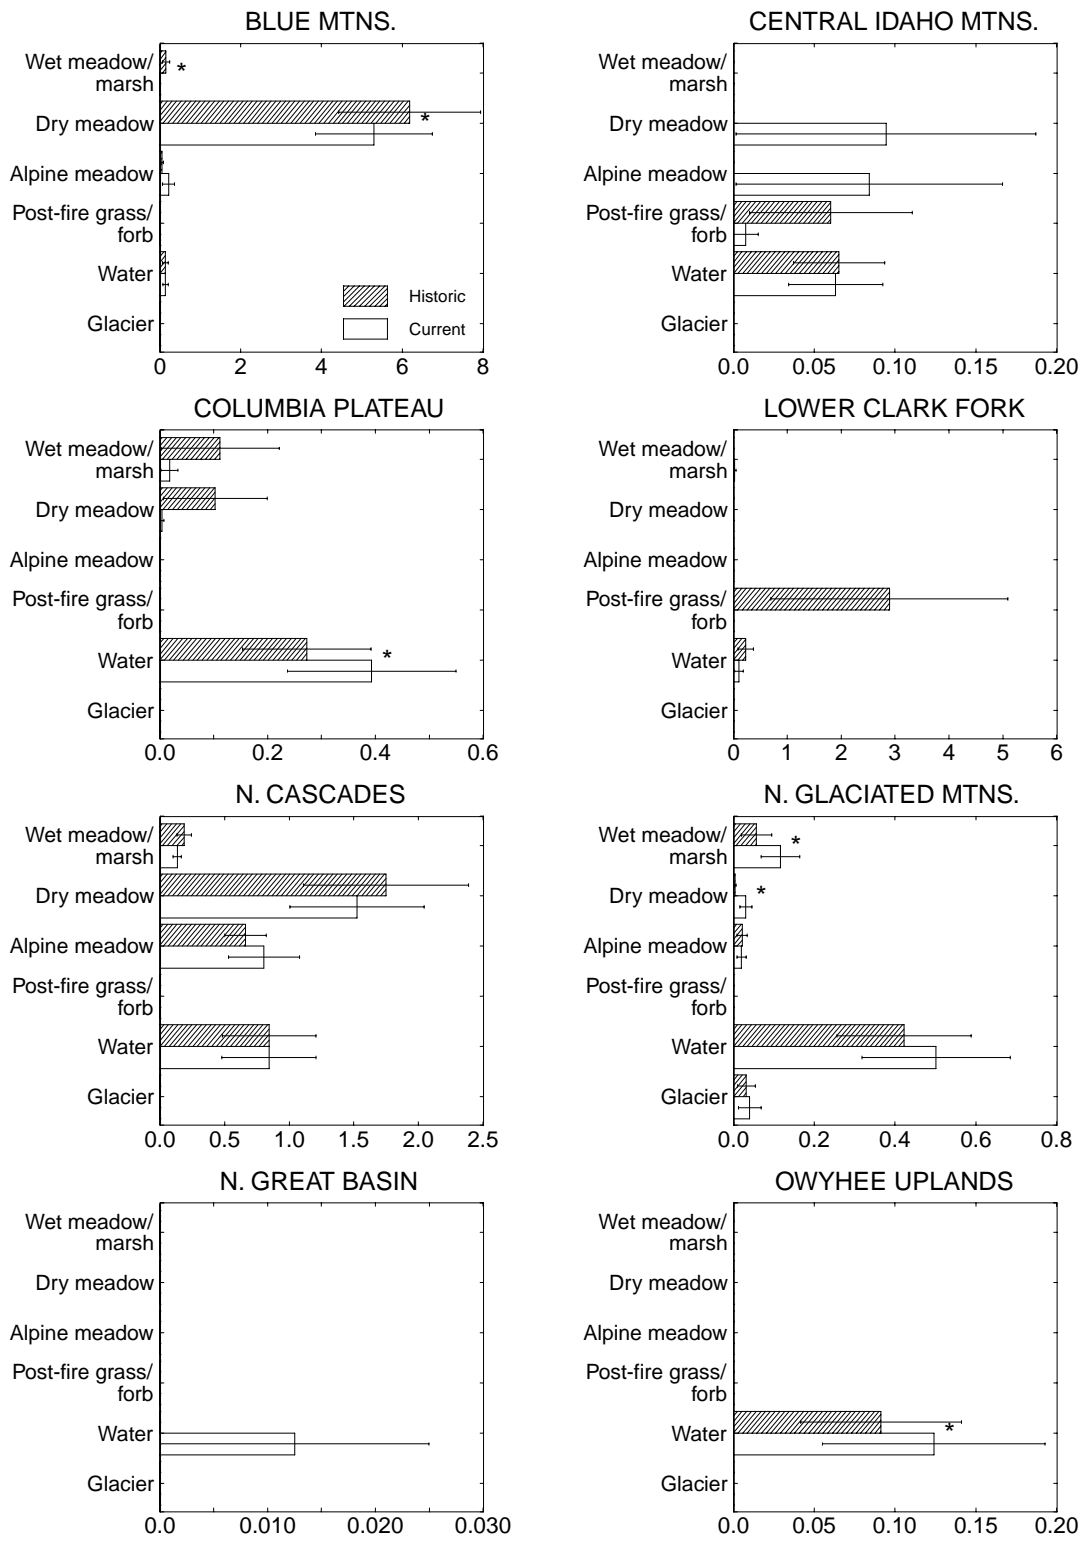 BLUE MTNS.
Wet meadow/
marsh
*
Dry meadow
*
Alpine meadow
Post-fire grass/
forb
Water
Glacier
Historic
Current
0 2 4 6 8
CENTRAL IDAHO MTNS.
Wet meadow/
marsh
Dry meadow
Alpine meadow
Post-fire grass/
forb
Water
Glacier
0.0 0.05 0.10 0.15 0.20
COLUMBIA PLATEAU
Wet meadow/
marsh
Dry meadow
Alpine meadow
Post-fire grass/
forb
Water
*
Glacier
0.0 0.2 0.4 0.6
LOWER CLARK FORK
Wet meadow/
marsh
Dry meadow
Alpine meadow
Post-fire grass/
forb
Water
Glacier
0 1 2 3 4 5 6
N. CASCADES
Wet meadow/
marsh
Dry meadow
Alpine meadow
Post-fire grass/
forb
Water
Glacier
0.0 0.5 1.0 1.5 2.0 2.5
N. GLACIATED MTNS.
Wet meadow/
marsh
*
Dry meadow
*
Alpine meadow
Post-fire grass/
forb
Water
Glacier
0.0 0.2 0.4 0.6 0.8
N. GREAT BASIN
Wet meadow/
marsh
Dry meadow
Alpine meadow
Post-fire grass/
forb
Water
Glacier
0.0 0.010 0.020 0.030
OWYHEE UPLANDS
Wet meadow/
marsh
Dry meadow
Alpine meadow
Post-fire grass/
forb
Water
*
Glacier
0.0 0.05 0.10 0.15 0.20